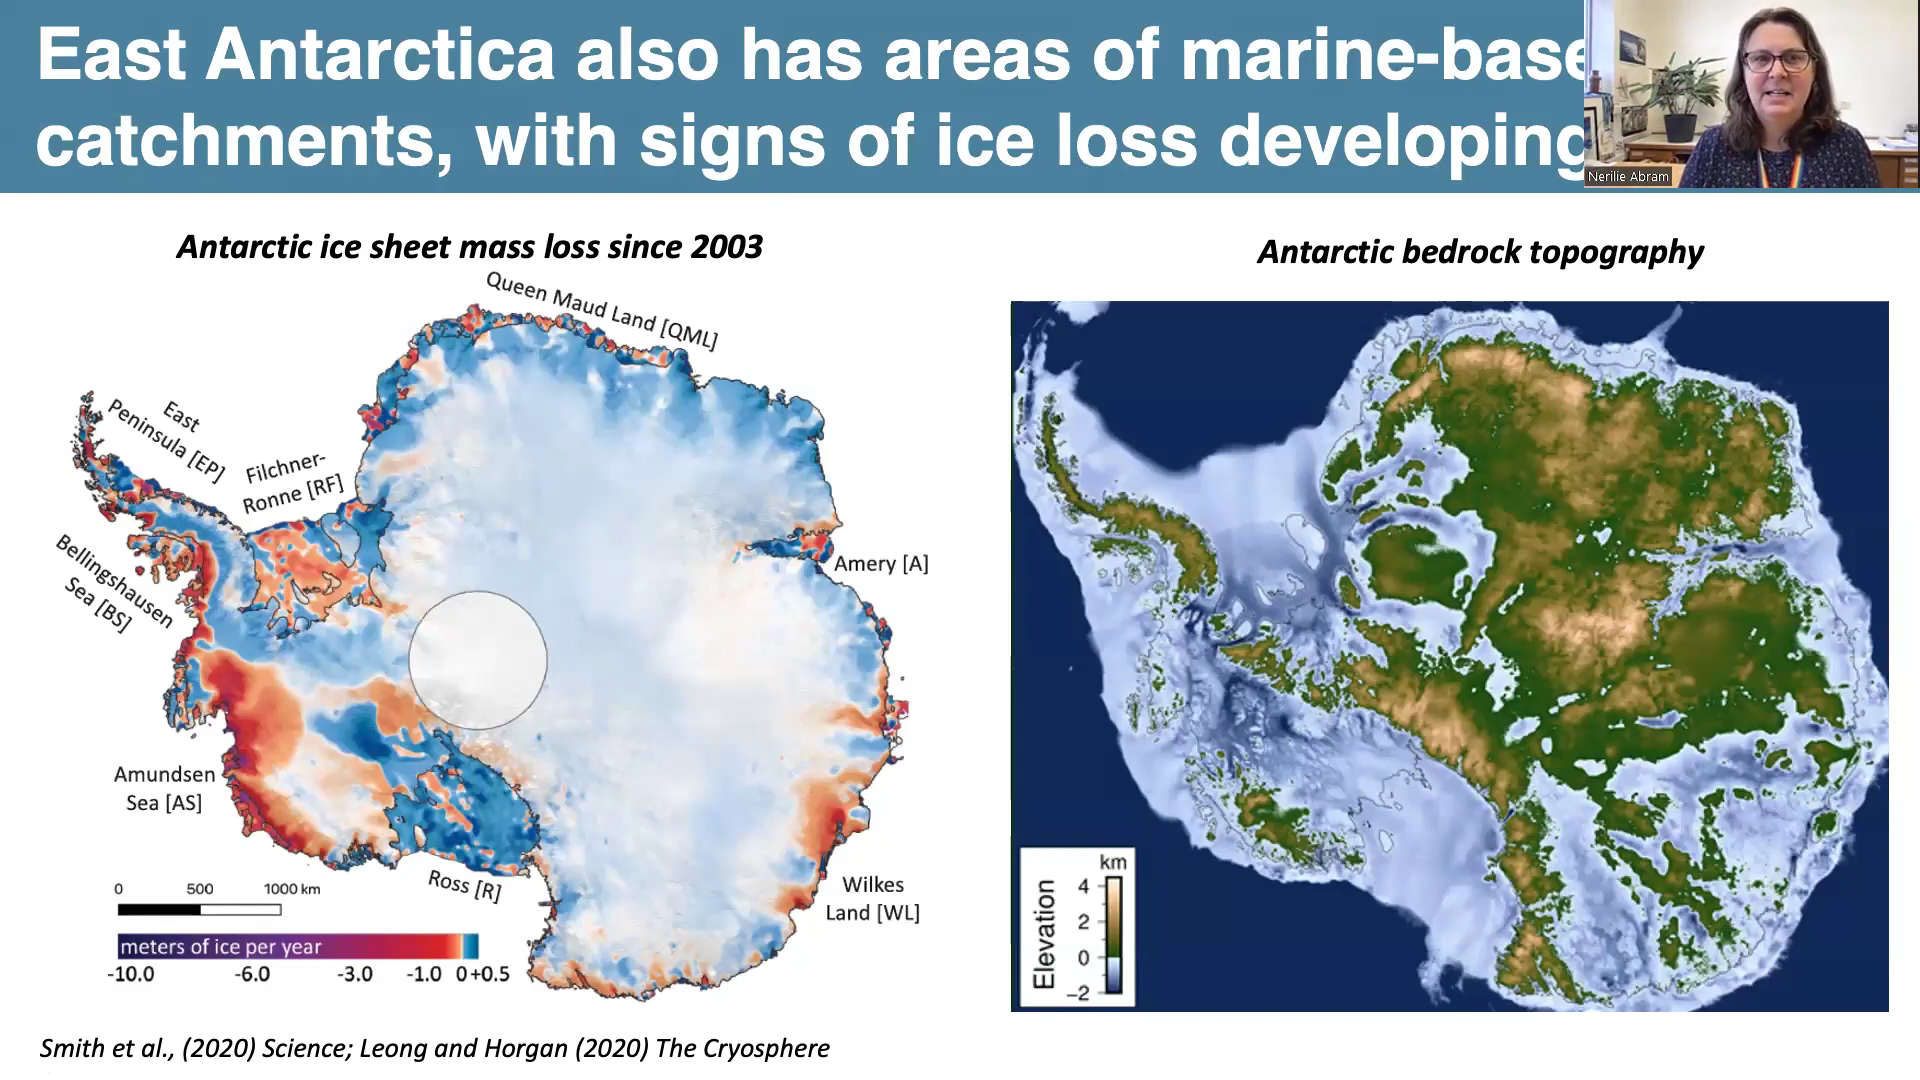 East Antarctica also has areas of marine-base
catchments, with signs of ice loss developing
Nerilie Abram
Antarctic ice sheet mass loss since 2003
Queen Maud Land [QML]
East
Peninsula [EP]
Filchner-
Ronne [RF]
Bellingshausen
Sea [BS]
Amery [A]
Amundsen
Sea [AS]
Ross [R]
Wilkes
Land [WL]
0 500 1000 km
meters of ice per year
-10.0 -6.0 -3.0 -1.0 0 +0.5
Antarctic bedrock topography
km
Elevation
4
2
0
−2
Smith et al., (2020) Science; Leong and Horgan (2020) The Cryosphere